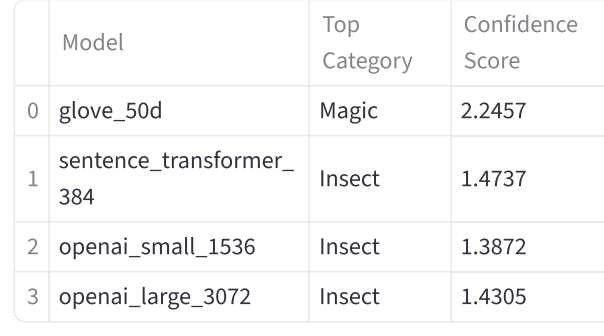 Model Top Category Confidence Score
0 glove_50d Magic 2.2457
1 sentence_transformer_384 Insect 1.4737
2 openai_small_1536 Insect 1.3872
3 openai_large_3072 Insect 1.4305